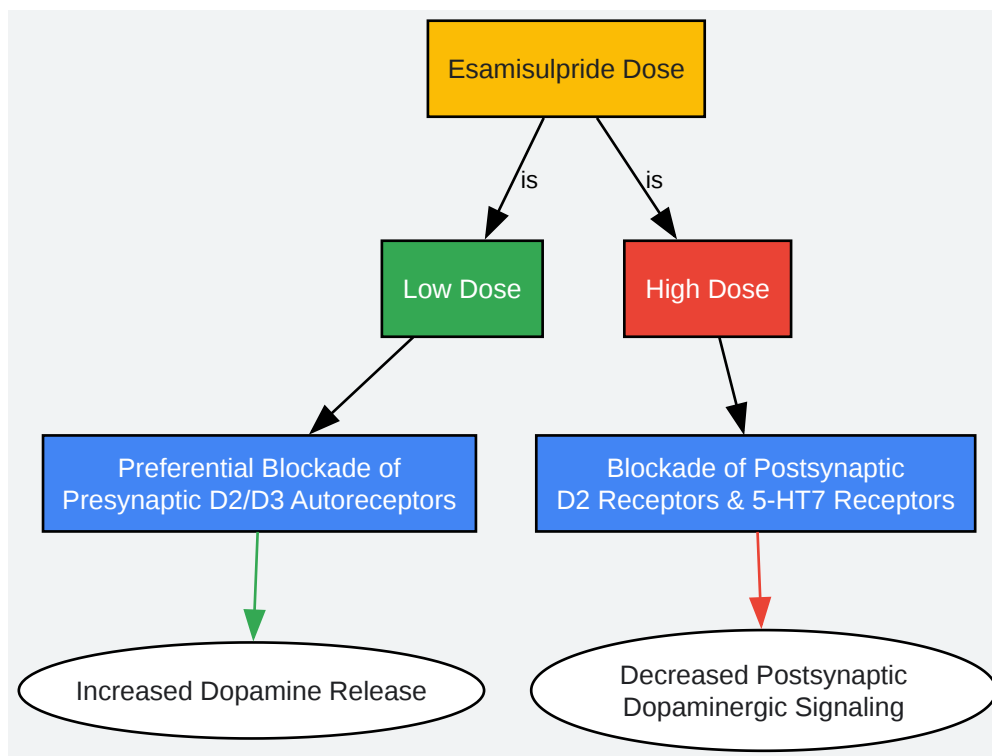 Esamisulpride Dose
is
is
Low Dose
High Dose
Preferential Blockade of
Presynaptic D2/D3 Autoreceptors
Blockade of Postsynaptic
D2 Receptors & 5-HT7 Receptors
Increased Dopamine Release
Decreased Postsynaptic
Dopaminergic Signaling